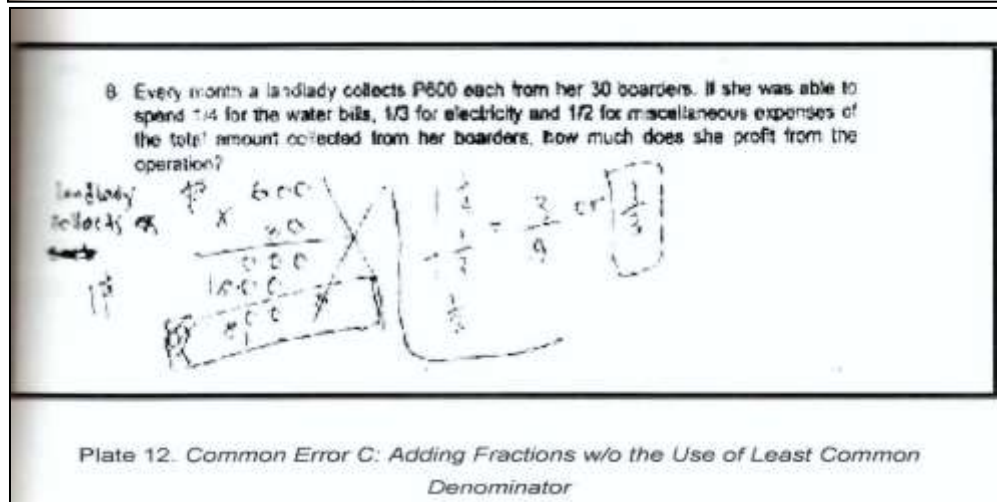 8. Every month a landlady collects P600 each from her 30 boarders. If she was able to
spend 1/4 for the water bills, 1/3 for electricity and 1/2 for miscellaneous expenses of
the total amount collected from her boarders, how much does she profit from the
operation?
landlady
collects
P 600
x 30
000
1800
= 3/9 or 1/3
Plate 12. Common Error C: Adding Fractions w/o the Use of Least Common
Denominator